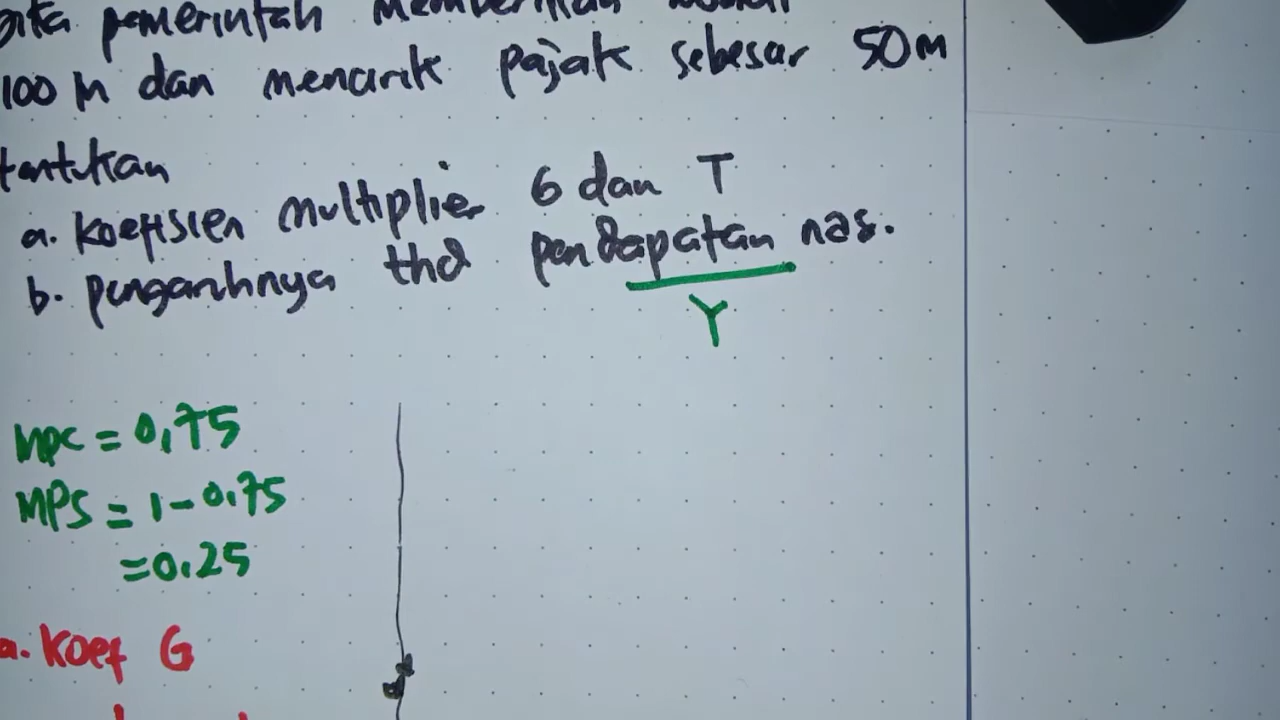 pemerintah memberikan
100 M dan menarik pajak sebesar 50M
tentukan
a. koefisien multiplier G dan T
b. pengaruhnya thd pendapatan nas.
Y
MPC = 0,75
MPS = 1-0.75
=0.25
a. Koef G